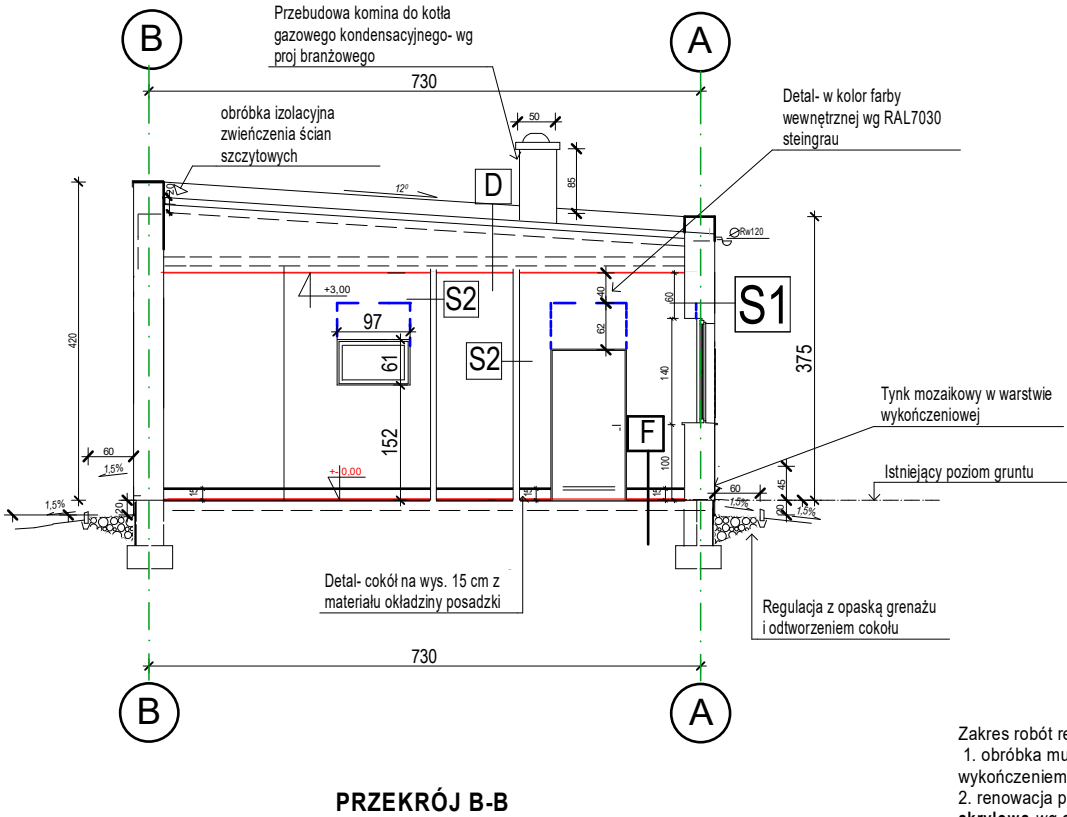 Przebudowa komina do kotła
gazowego kondensacyjnego- wg
proj branżowego
B
A
730
obróbka izolacyjna
zwieńczenia ścian
szczytowych
Detal- w kolor farby
wewnętrznej wg RAL7030
steingrau
50
85
12°
20
D
Rw120
+3,00
S2
40
60
S1
97
62
61
S2
420
375
140
152
F
Tynk mozaikowy w warstwie
wykończeniowej
60
1,5%
+-0,00
100
Istniejący poziom gruntu
15
15
15
60
45
1,5%
20
1,5%
20
1,5%
Detal- cokół na wys. 15 cm z
materiału okładziny posadzki
Regulacja z opaską grenażu
i odtworzeniem cokołu
730
B
A
Zakres robót re
1. obróbka mu
wykończeniem
2. renowacja p
PRZEKRÓJ B-B